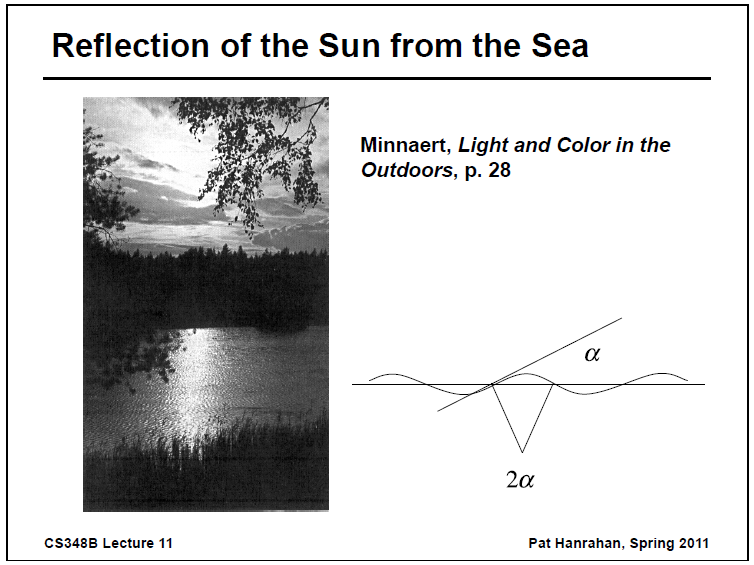 Reflection of the Sun from the Sea
Minnaert, Light and Color in the
Outdoors, p. 28
α
2α
CS348B Lecture 11
Pat Hanrahan, Spring 2011